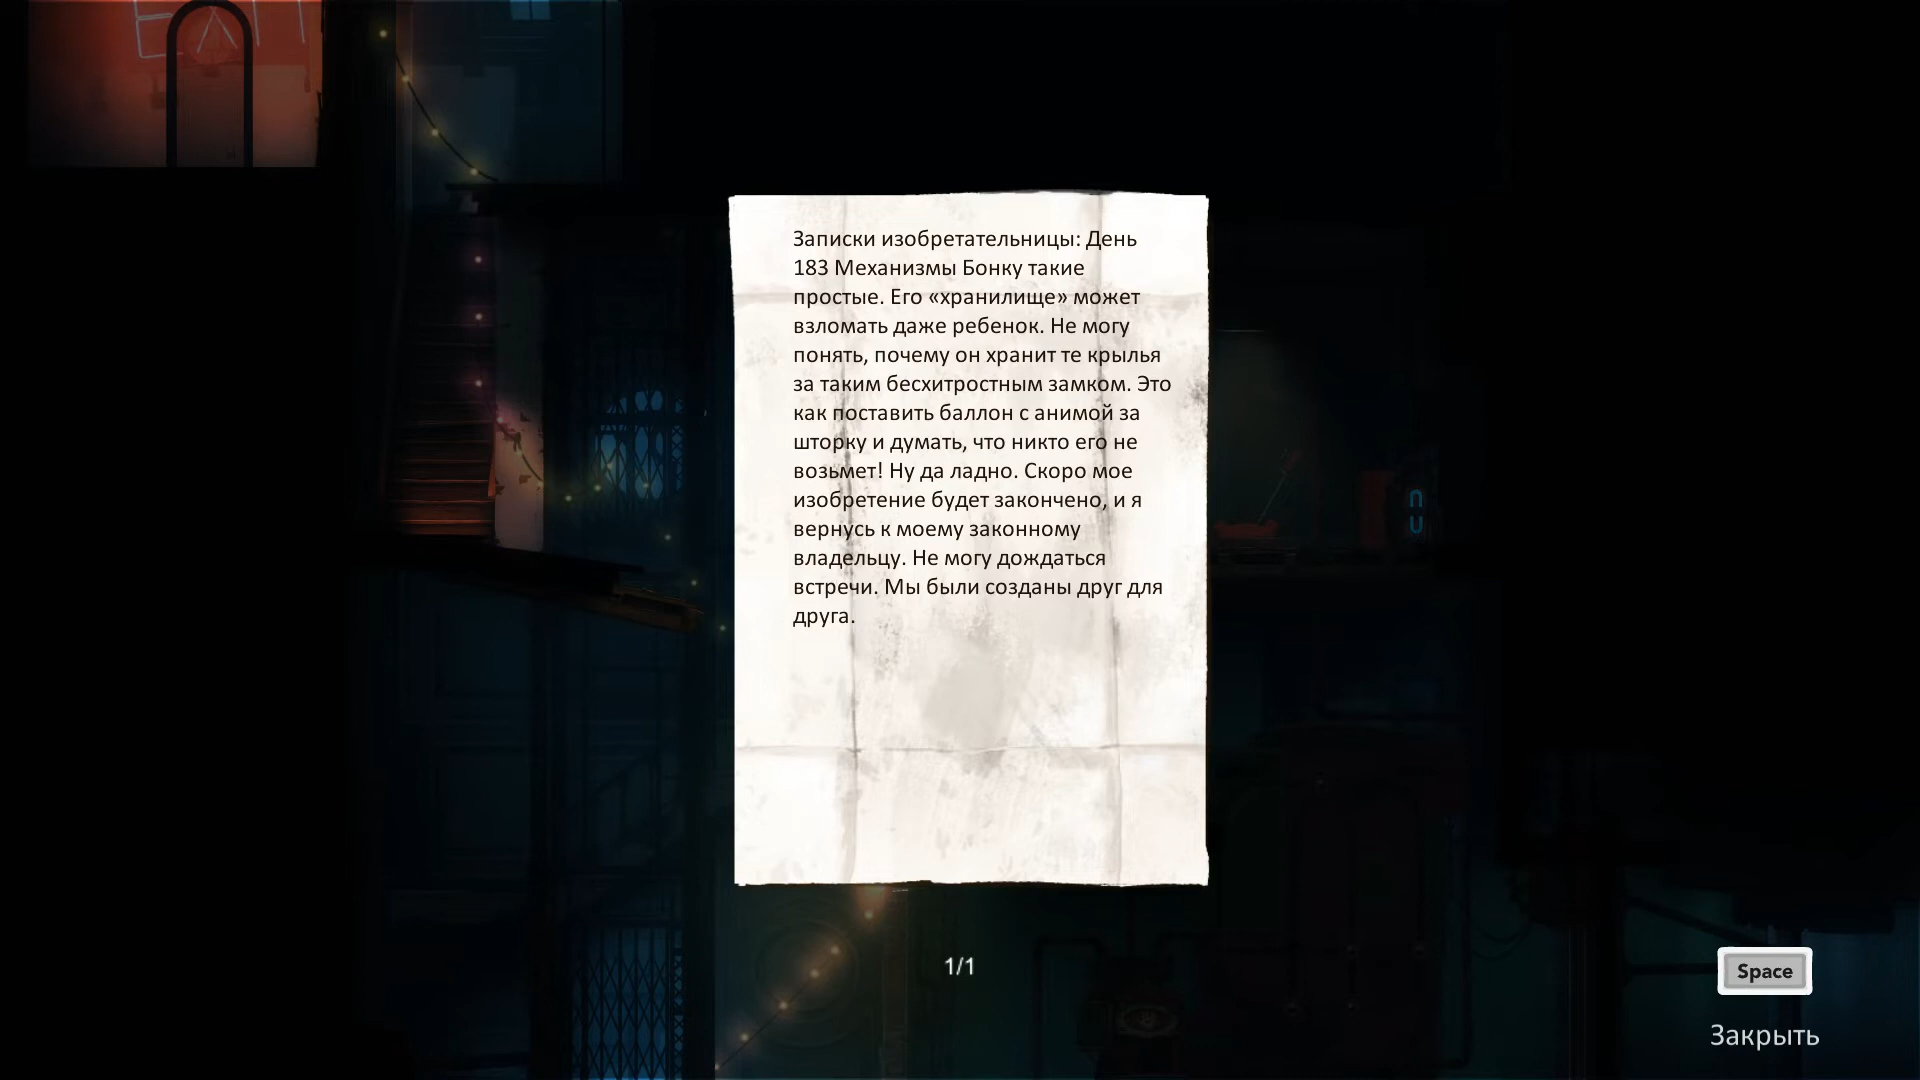 Записки изобретательницы: День
183 Механизмы Бонку такие
простые. Его «хранилище» может
взломать даже ребенок. Не могу
понять, почему он хранит те крылья
за таким бесхитростным замком. Это
как поставить баллон с анимой за
шторку и думать, что никто его не
возьмет! Ну да ладно. Скоро мое
изобретение будет закончено, и я
вернусь к моему законному
владельцу. Не могу дождаться
встречи. Мы были созданы друг для
друга.
1/1
Space
Закрыть